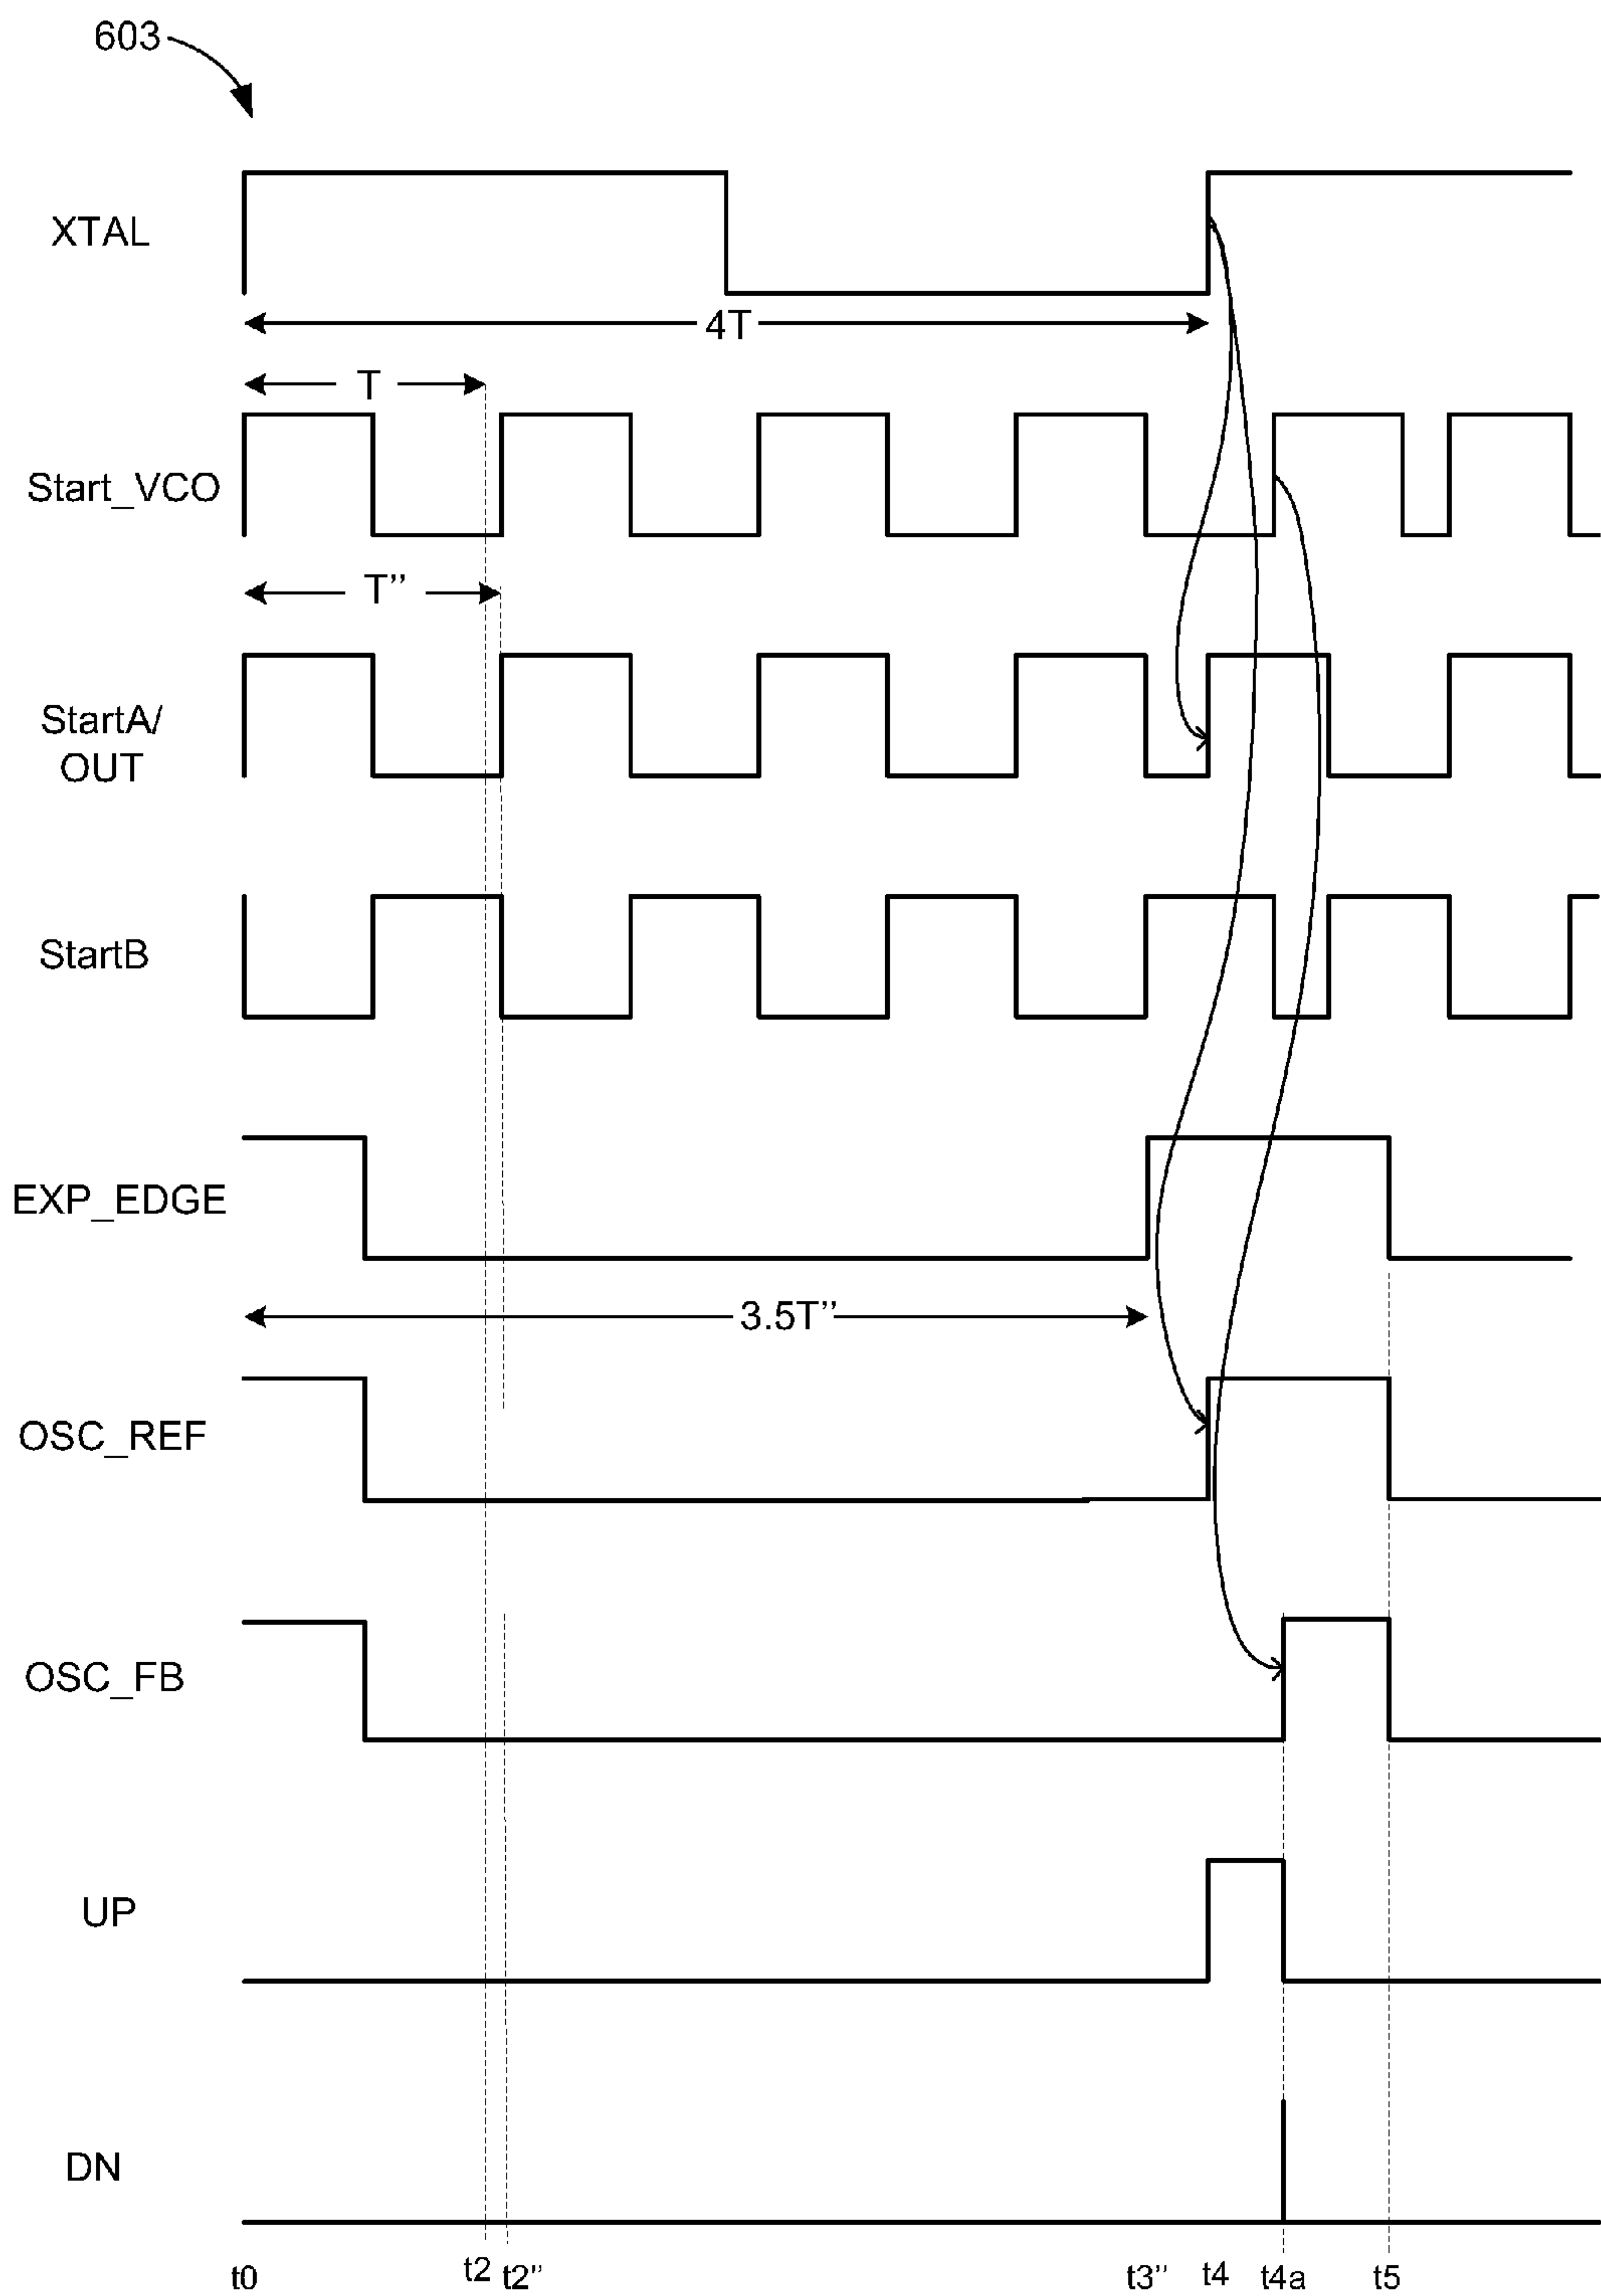 603
XTAL
4T
T
Start_VCO
T”
StartA/
OUT
StartB
EXP_EDGE
3.5T”
OSC_REF
OSC_FB
UP
DN
t0 t2 t2” t3” t4 t4a t5